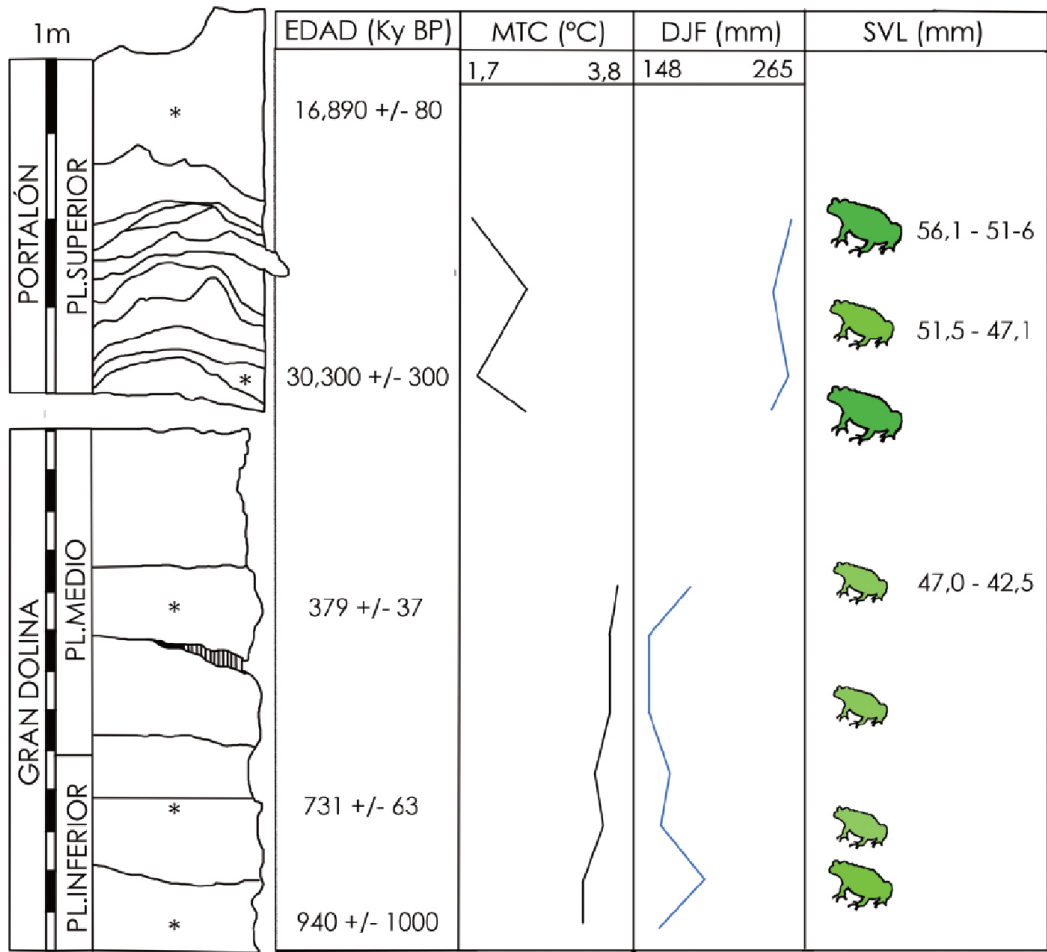 1m
EDAD (Ky BP) MTC (ºC) DJF (mm) SVL (mm)
1,7 3,8 148 265
*
16,890 +/- 80
PORTALÓN
PL.SUPERIOR
56,1 - 51-6
51,5 - 47,1
*
30,300 +/- 300
GRAN DOLINA
PL.MEDIO
47,0 - 42,5
*
379 +/- 37
PL.INFERIOR
*
731 +/- 63
*
940 +/- 1000